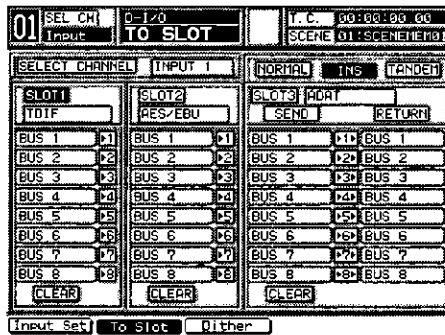 01 SEL CH D-I/O T.C. 00:00:00.00
Input TO SLOT SCENE 01:SCENEMEM01
SELECT CHANNEL INPUT 1 NORMAL INS TANDEM
SLOT1 SLOT2 SLOT3 ADAT
TDIF AES/EBU SEND RETURN
BUS 1 1 BUS 1 1 BUS 1 1 BUS 1
BUS 2 2 BUS 2 2 BUS 2 2 BUS 2
BUS 3 3 BUS 3 3 BUS 3 3 BUS 3
BUS 4 4 BUS 4 4 BUS 4 4 BUS 4
BUS 5 5 BUS 5 5 BUS 5 5 BUS 5
BUS 6 6 BUS 6 6 BUS 6 6 BUS 6
BUS 7 7 BUS 7 7 BUS 7 7 BUS 7
BUS 8 8 BUS 8 8 BUS 8 8 BUS 8
CLEAR CLEAR CLEAR
Input Set To Slot Dither